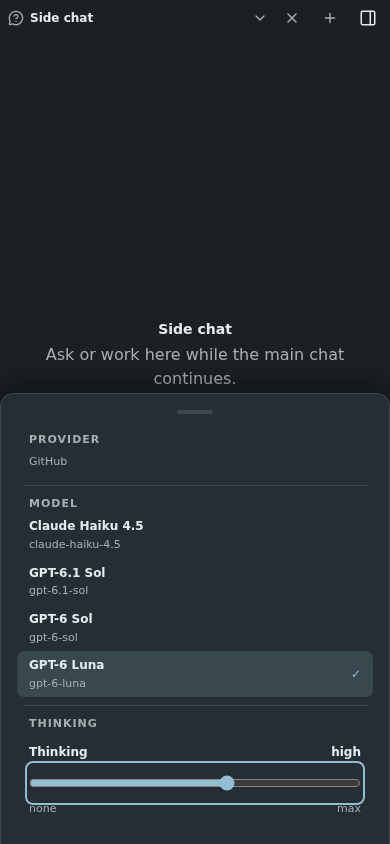 Side chat
Side chat
Ask or work here while the main chat
continues.
PROVIDER
GitHub
MODEL
Claude Haiku 4.5
claude-haiku-4.5
GPT-6.1 Sol
gpt-6.1-sol
GPT-6 Sol
gpt-6-sol
GPT-6 Luna
gpt-6-luna
THINKING
Thinking high
none max